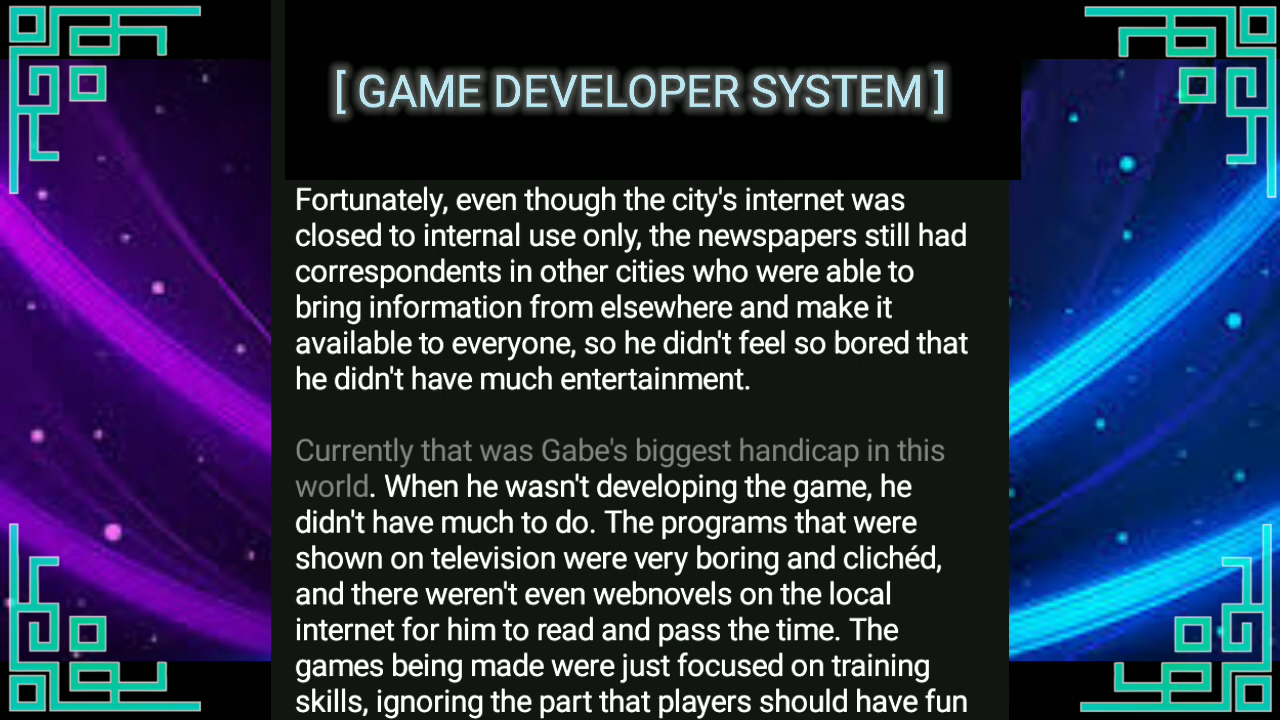 [ GAME DEVELOPER SYSTEM ]
Fortunately, even though the city's internet was
closed to internal use only, the newspapers still had
correspondents in other cities who were able to
bring information from elsewhere and make it
available to everyone, so he didn't feel so bored that
he didn't have much entertainment.
Currently that was Gabe's biggest handicap in this
world. When he wasn't developing the game, he
didn't have much to do. The programs that were
shown on television were very boring and clichéd,
and there weren't even webnovels on the local
internet for him to read and pass the time. The
games being made were just focused on training
skills, ignoring the part that players should have fun